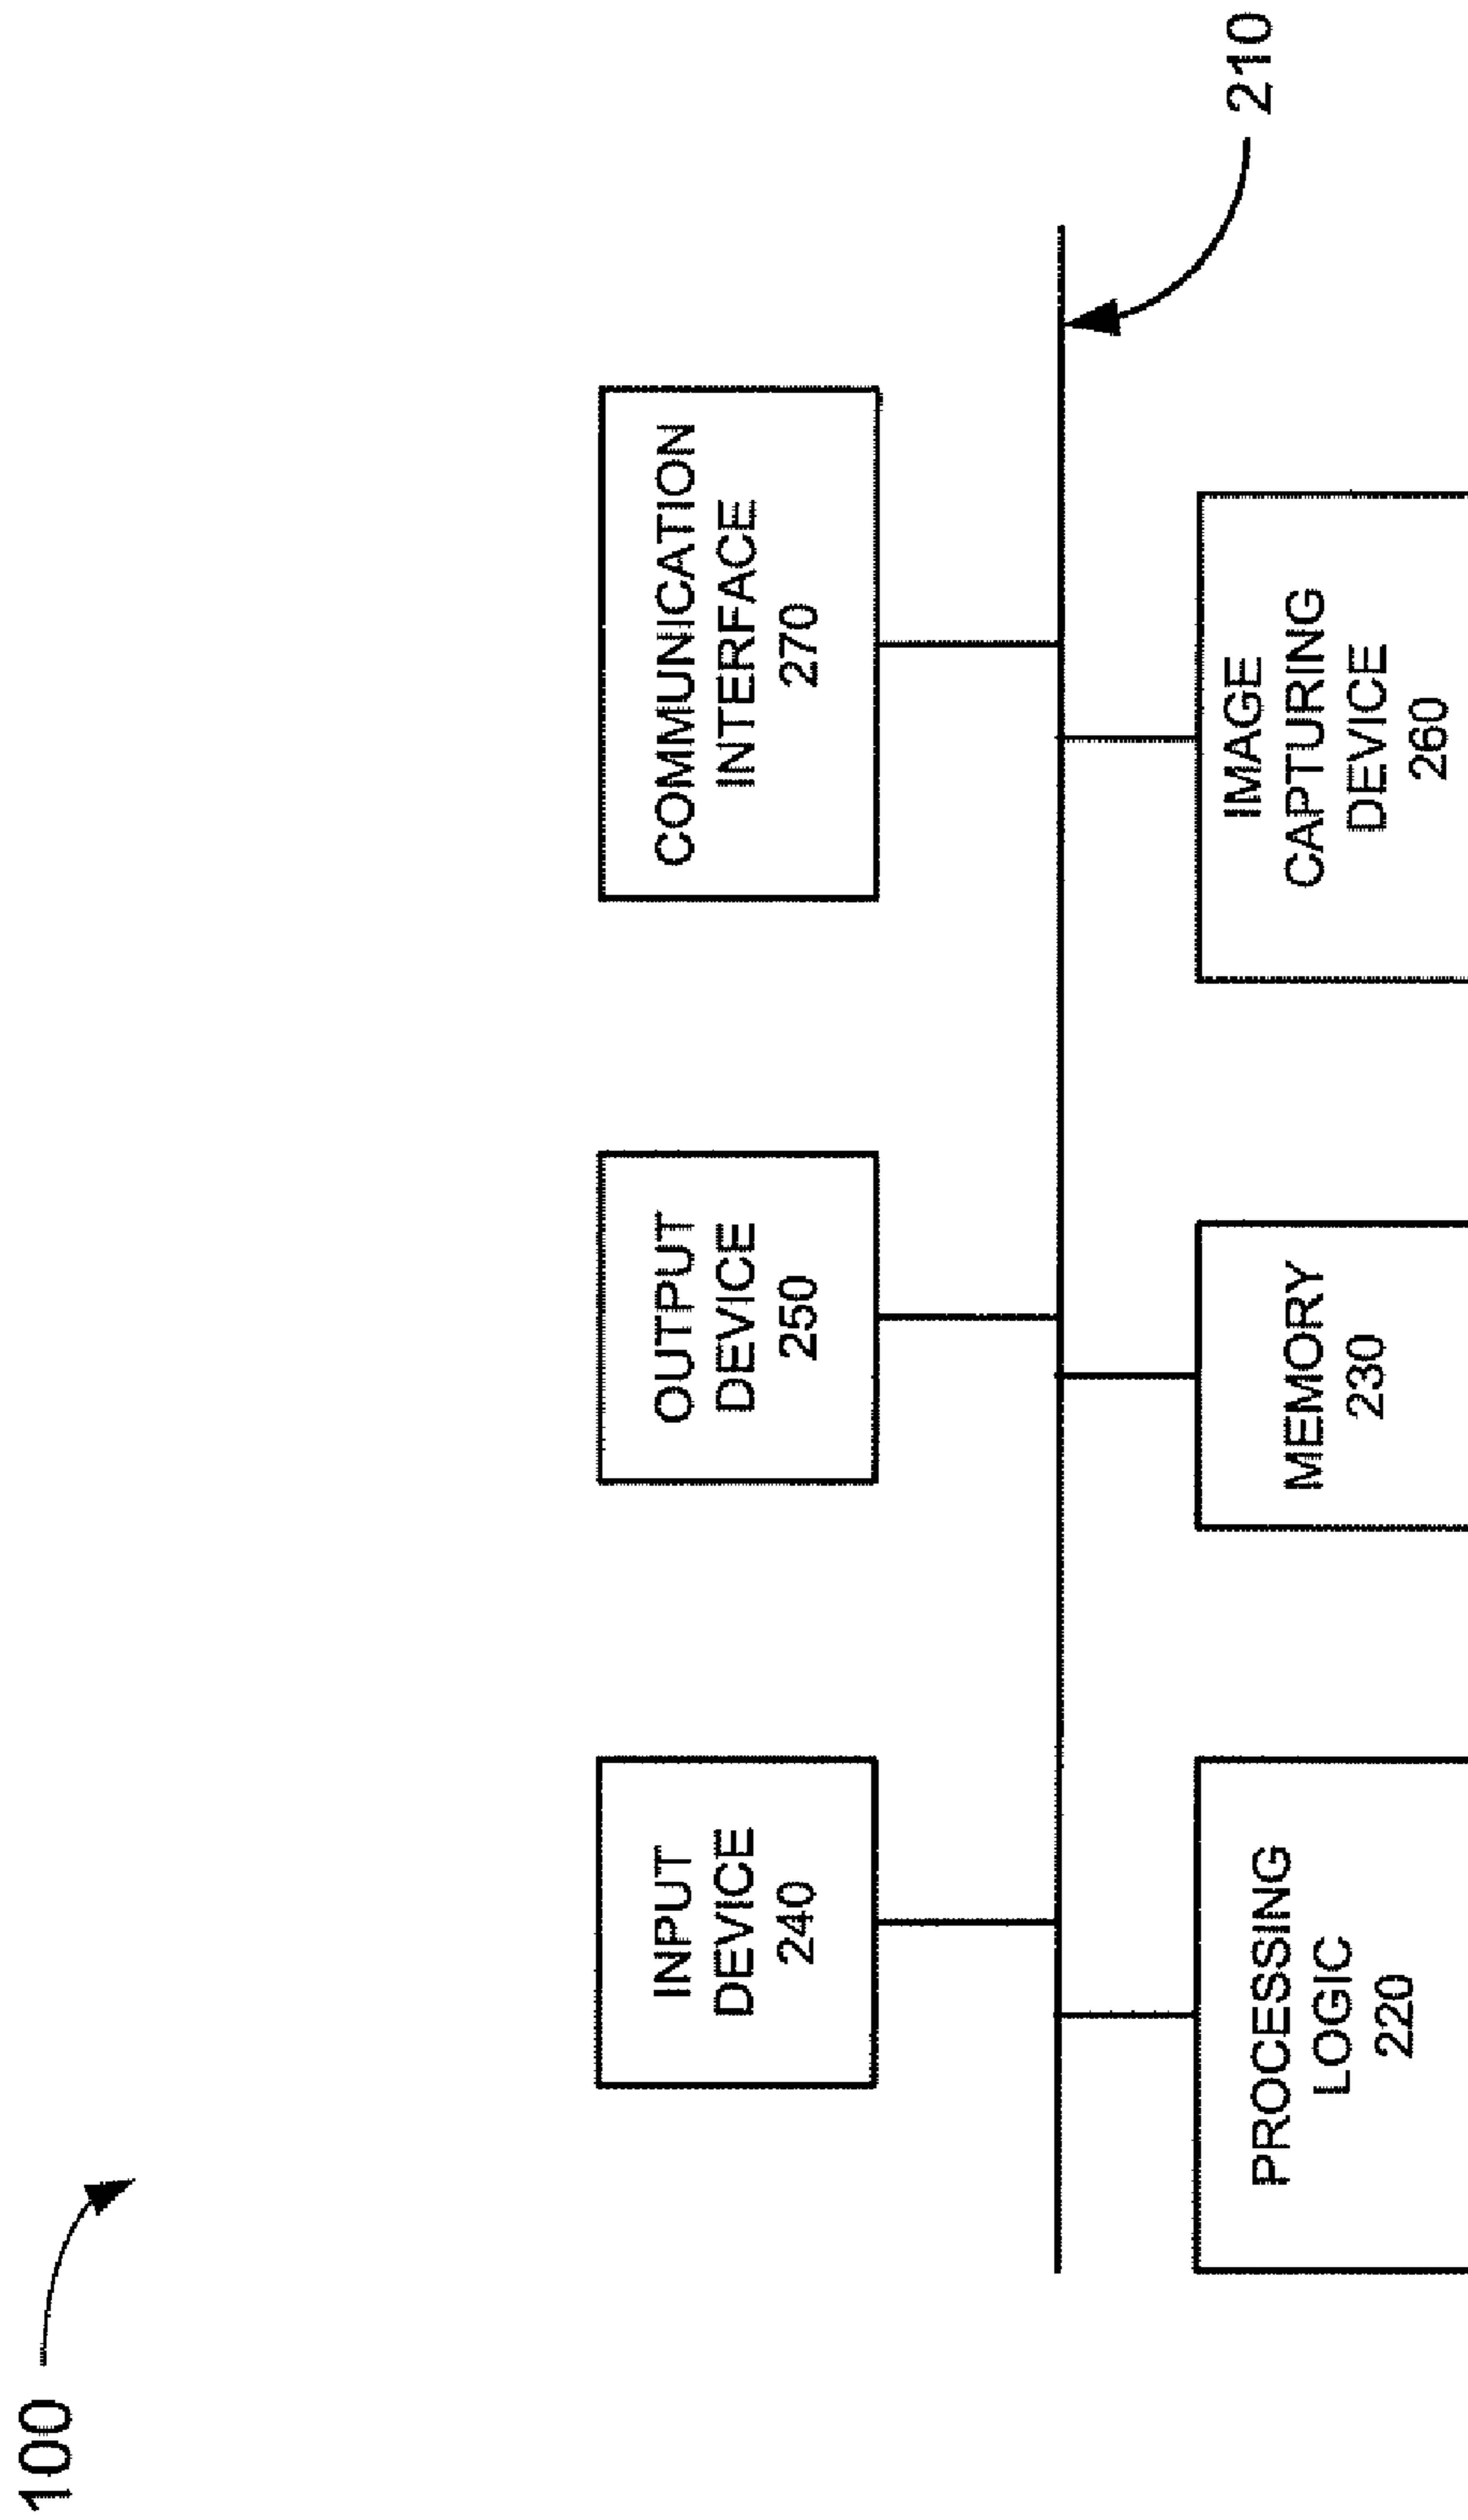 100
INPUT
DEVICE
240
OUTPUT
DEVICE
250
COMMUNICATION
INTERFACE
270
210
PROCESSING
LOGIC
220
MEMORY
230
IMAGE
CAPTURING
DEVICE
260